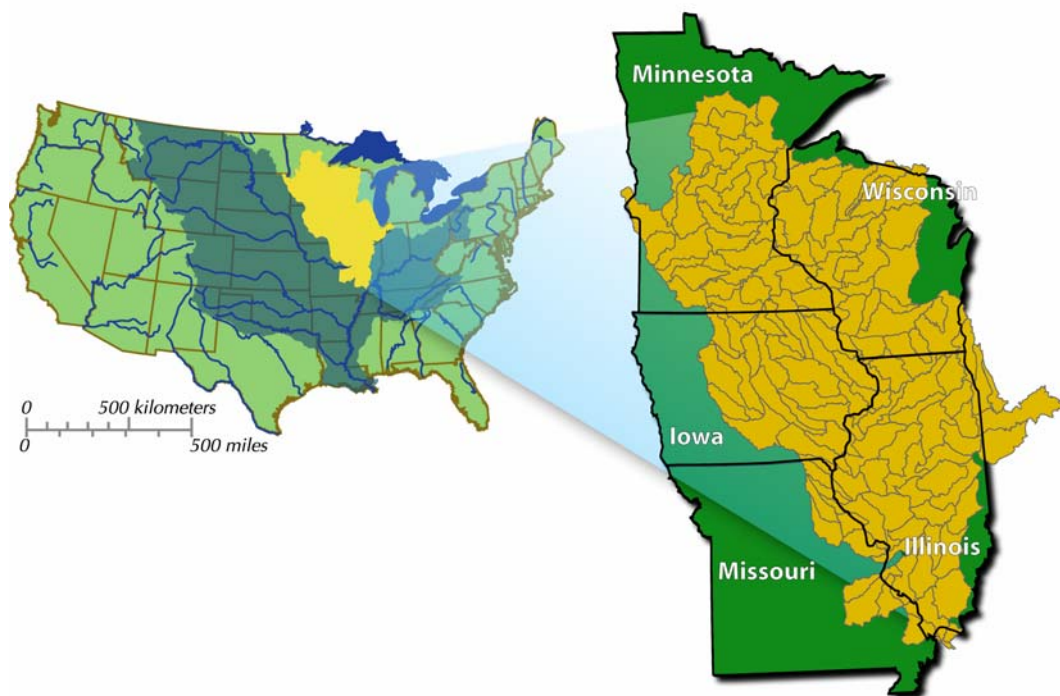 Minnesota
Wisconsin
Iowa
Illinois
Missouri
0 500 kilometers
0 500 miles